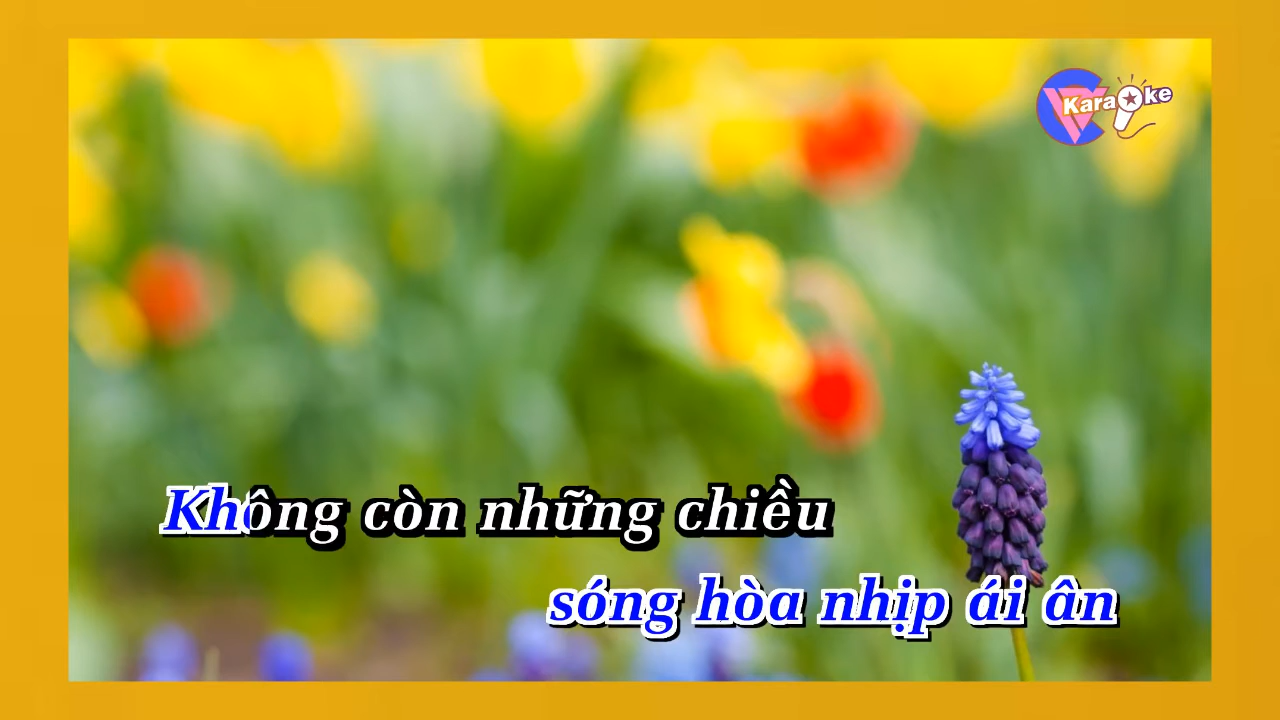 Karaoke
Không còn những chiều
sóng hòa nhịp ái ân